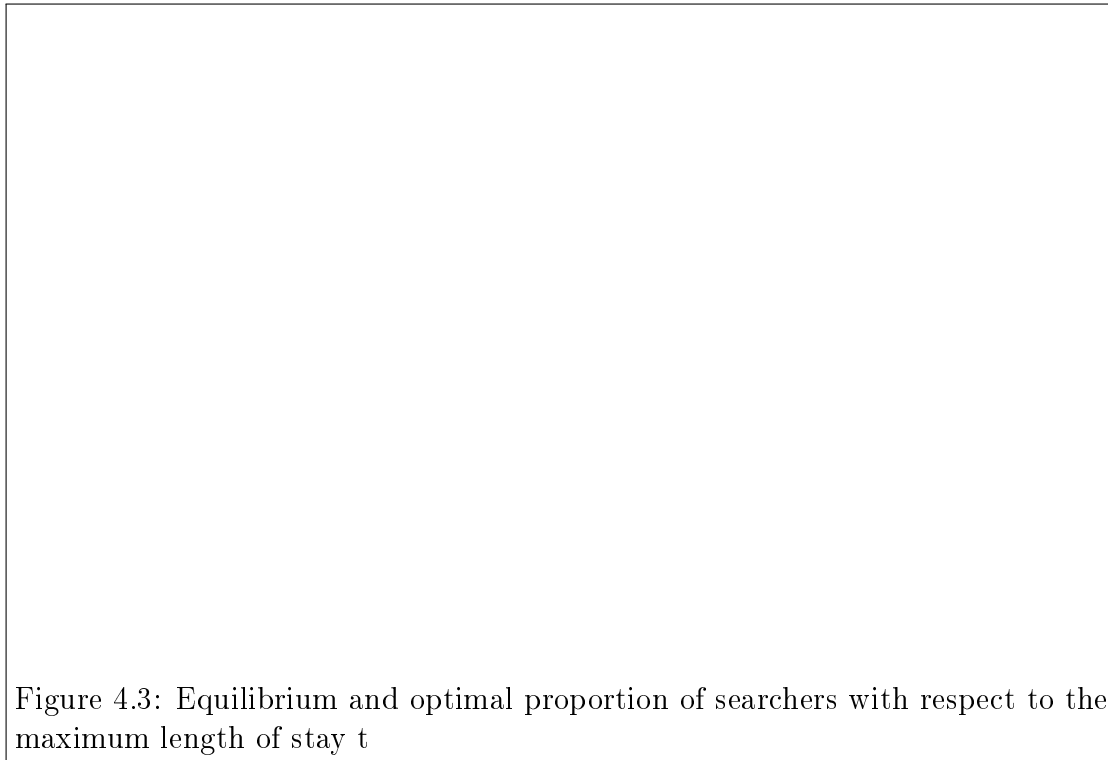 Figure 4.3: Equilibrium and optimal proportion of searchers with respect to the
maximum length of stay t